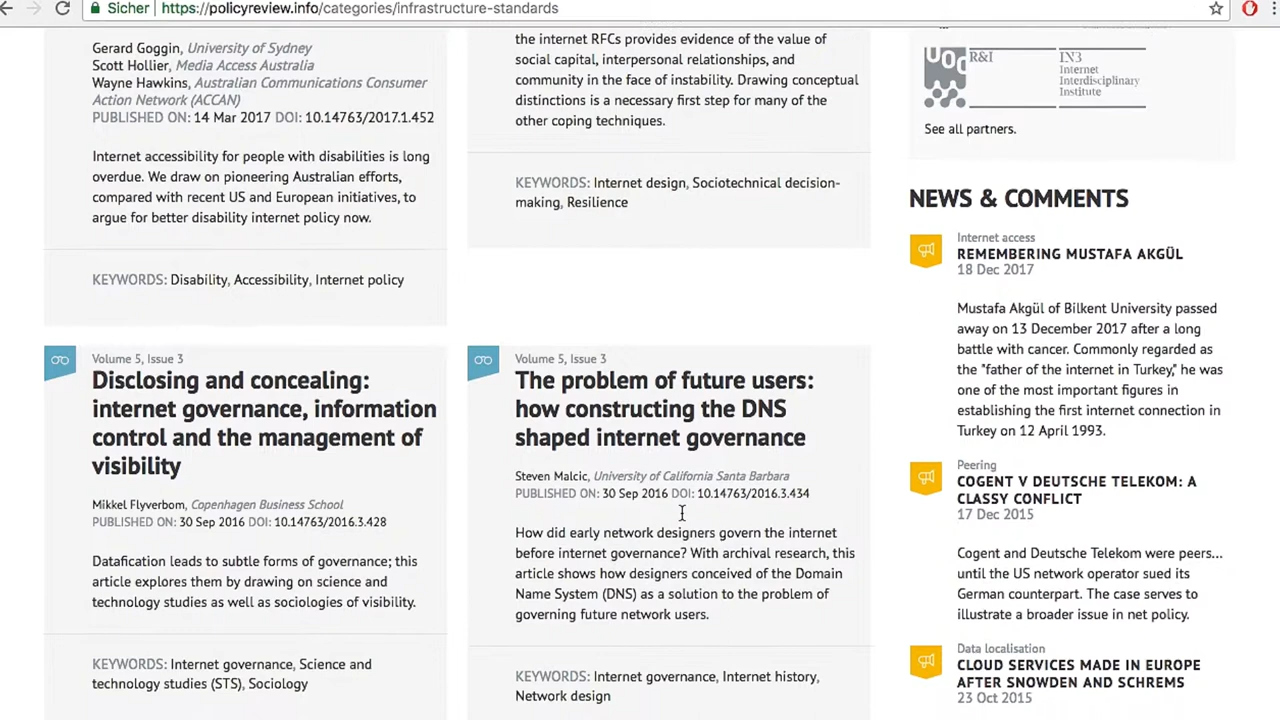 Sicher
https://policyreview.info/categories/infrastructure-standards
Gerard Goggin, University of Sydney
Scott Hollier, Media Access Australia
Wayne Hawkins, Australian Communications Consumer
Action Network (ACCAN)
PUBLISHED ON: 14 Mar 2017 DOI: 10.14763/2017.1.452
Internet accessibility for people with disabilities is long
overdue. We draw on pioneering Australian efforts,
compared with recent US and European initiatives, to
argue for better disability internet policy now.
KEYWORDS: Disability, Accessibility, Internet policy
the internet RFCs provides evidence of the value of
social capital, interpersonal relationships, and
community in the face of instability. Drawing conceptual
distinctions is a necessary first step for many of the
other coping techniques.
KEYWORDS: Internet design, Sociotechnical decision-
making, Resilience
Volume 5, Issue 3
Disclosing and concealing:
internet governance, information
control and the management of
visibility
Mikkel Flyverbom, Copenhagen Business School
PUBLISHED ON: 30 Sep 2016 DOI: 10.14763/2016.3.428
Datafication leads to subtle forms of governance; this
article explores them by drawing on science and
technology studies as well as sociologies of visibility.
KEYWORDS: Internet governance, Science and
technology studies (STS), Sociology
Volume 5, Issue 3
The problem of future users:
how constructing the DNS
shaped internet governance
Steven Malcic, University of California Santa Barbara
PUBLISHED ON: 30 Sep 2016 DOI: 10.14763/2016.3.434
How did early network designers govern the internet
before internet governance? With archival research, this
article shows how designers conceived of the Domain
Name System (DNS) as a solution to the problem of
governing future network users.
KEYWORDS: Internet governance, Internet history,
Network design
UOC
R&I
IN3
Internet
Interdisciplinary
Institute
See all partners.
NEWS & COMMENTS
Internet access
REMEMBERING MUSTAFA AKGÜL
18 Dec 2017
Mustafa Akgül of Bilkent University passed
away on 13 December 2017 after a long
battle with cancer. Commonly regarded as
the "father of the internet in Turkey," he was
one of the most important figures in
establishing the first internet connection in
Turkey on 12 April 1993.
Peering
COGENT V DEUTSCHE TELEKOM: A
CLASSY CONFLICT
17 Dec 2015
Cogent and Deutsche Telekom were peers...
until the US network operator sued its
German counterpart. The case serves to
illustrate a broader issue in net policy.
Data localisation
CLOUD SERVICES MADE IN EUROPE
AFTER SNOWDEN AND SCHREMS
23 Oct 2015